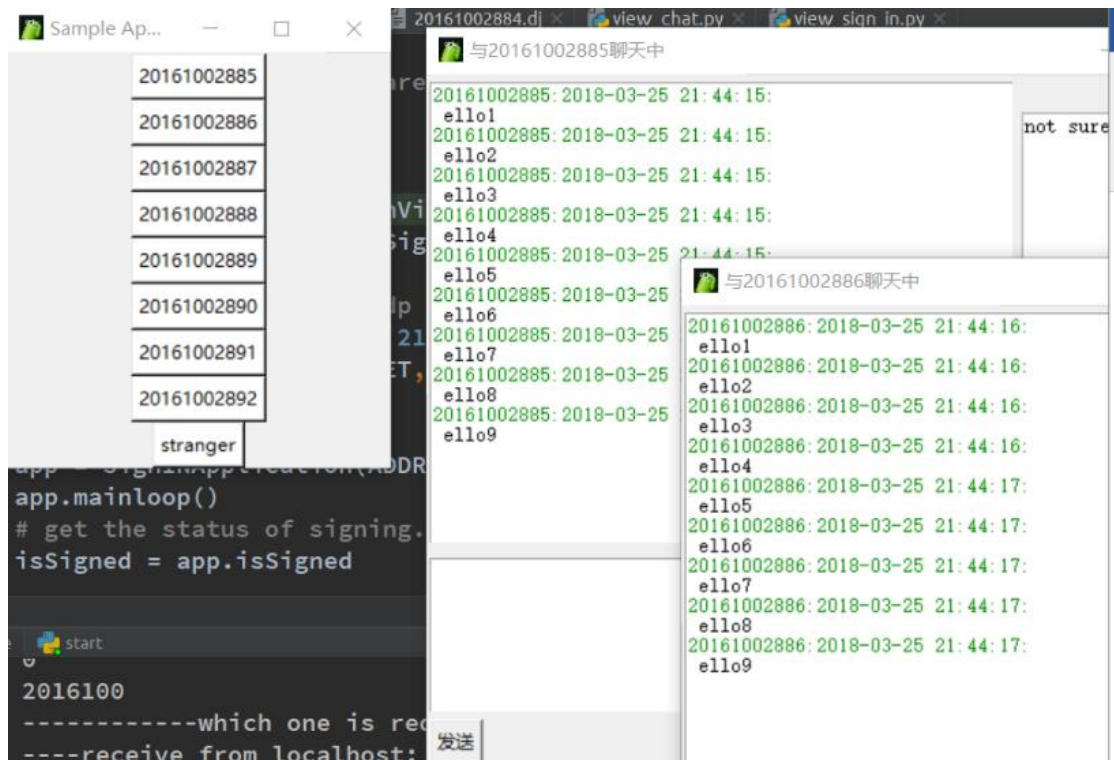 Sample Ap...
20161002885
20161002886
20161002887
20161002888
20161002889
20161002890
20161002891
20161002892
stranger
20161002884.dj
view_chat.py
view_sign_in.py
与20161002885聊天中
20161002885:2018-03-25 21:44:15:
ello1
20161002885:2018-03-25 21:44:15:
ello2
20161002885:2018-03-25 21:44:15:
ello3
20161002885:2018-03-25 21:44:15:
ello4
20161002885:2018-03-25 21:44:15:
ello5
20161002885:2018-03-25
ello6
20161002885:2018-03-25
ello7
20161002885:2018-03-25
ello8
20161002885:2018-03-25
ello9
not sure
发送
与20161002886聊天中
20161002886:2018-03-25 21:44:16:
ello1
20161002886:2018-03-25 21:44:16:
ello2
20161002886:2018-03-25 21:44:16:
ello3
20161002886:2018-03-25 21:44:16:
ello4
20161002886:2018-03-25 21:44:17:
ello5
20161002886:2018-03-25 21:44:17:
ello6
20161002886:2018-03-25 21:44:17:
ello7
20161002886:2018-03-25 21:44:17:
ello8
20161002886:2018-03-25 21:44:17:
ello9
app.mainloop()
# get the status of signing.
isSigned = app.isSigned
start
0
2016100
------------which one is rec
----receive from localhost: